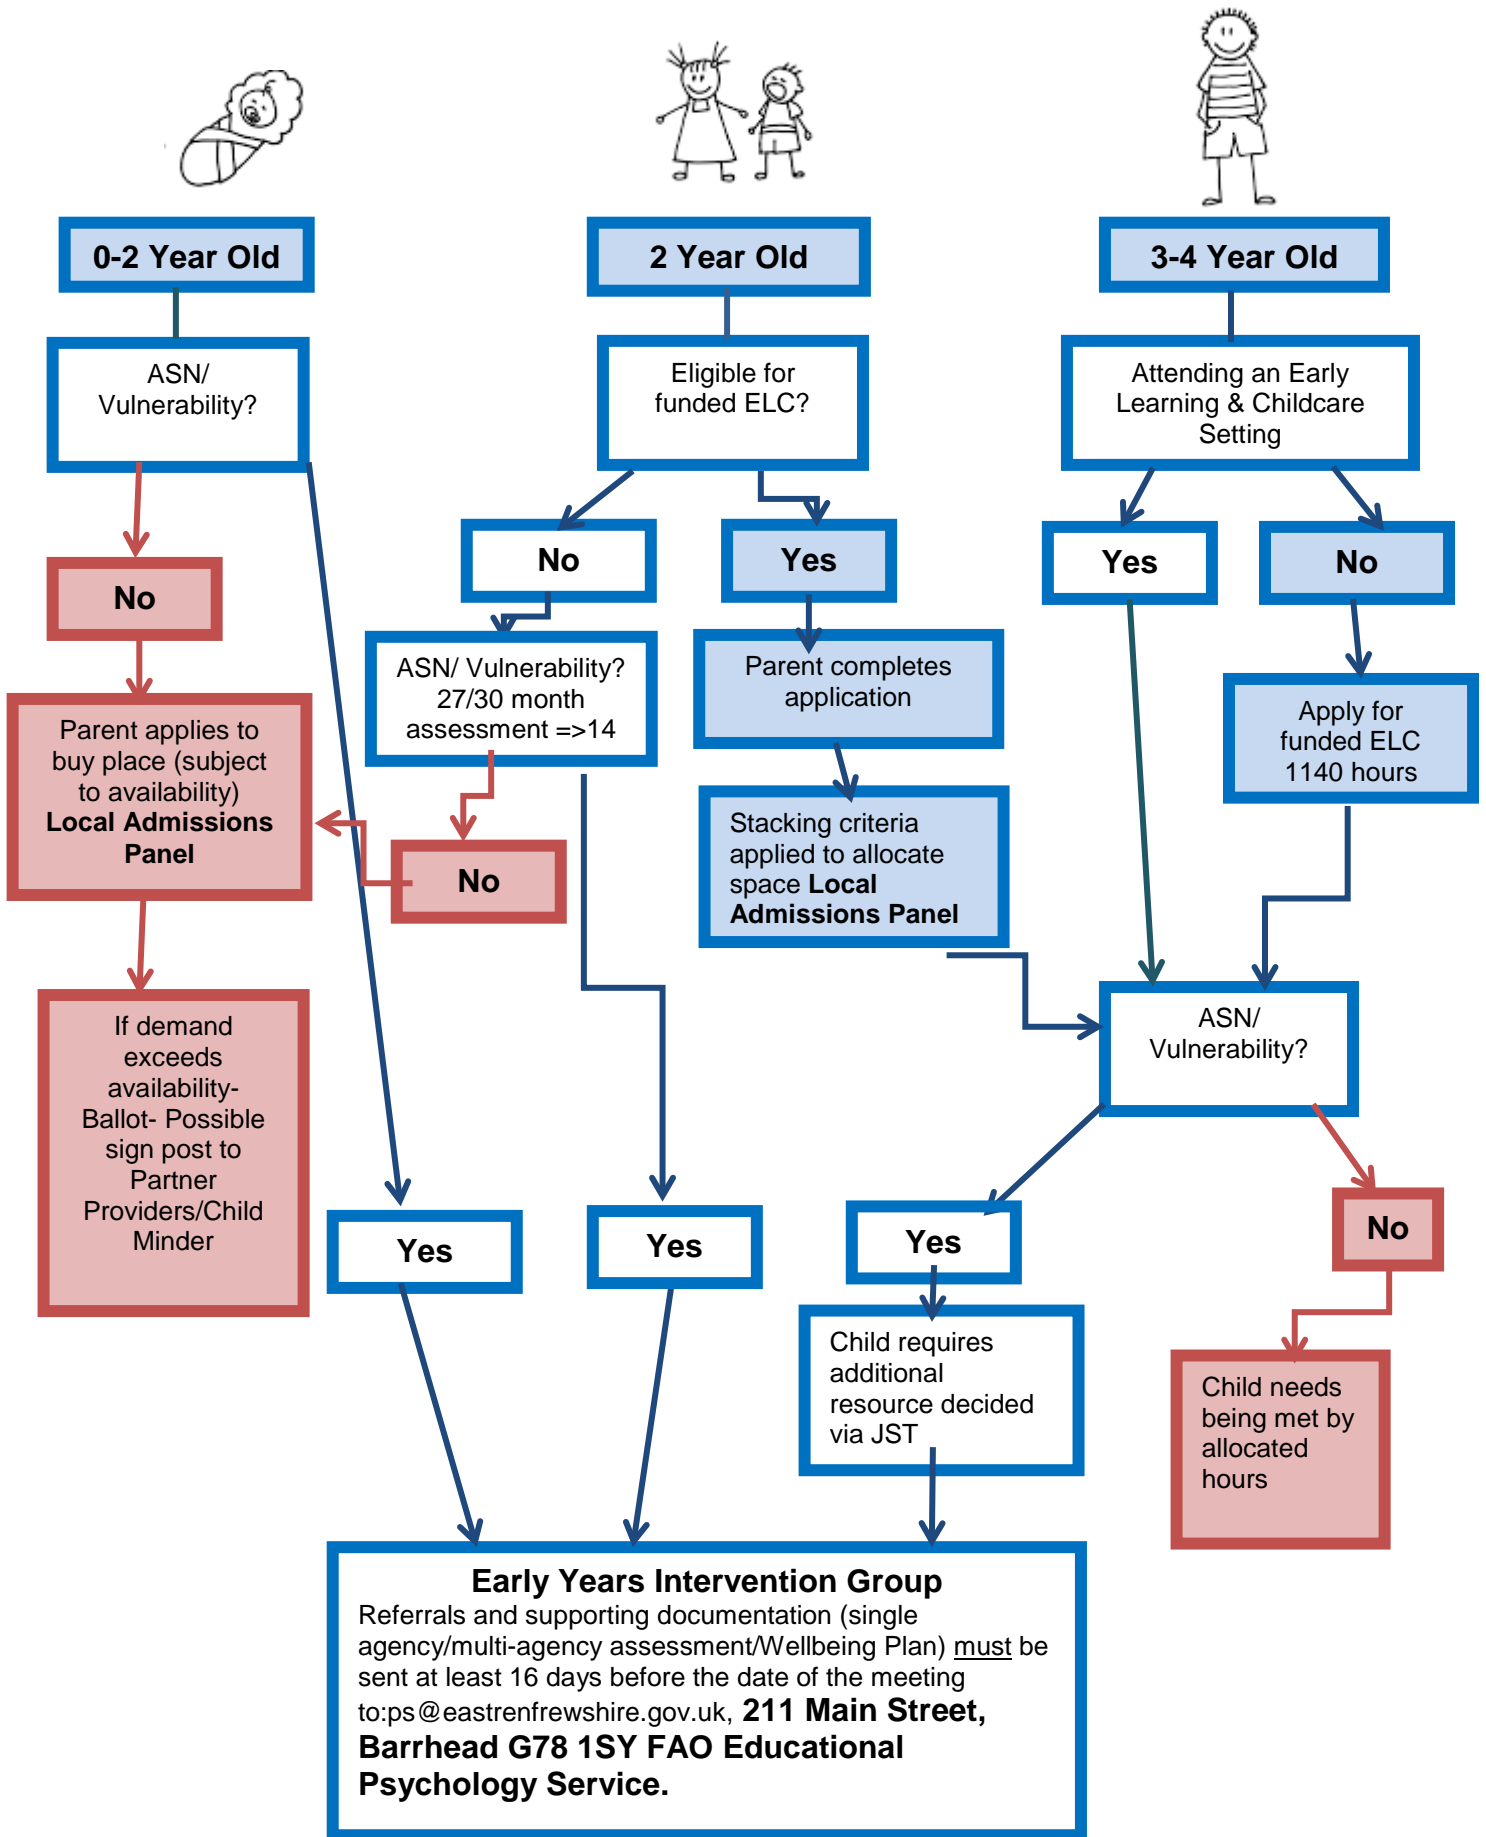 0-2 Year Old
2 Year Old
3-4 Year Old
ASN/
Vulnerability?
Eligible for
funded ELC?
Attending an Early
Learning & Childcare
Setting
No
No
Yes
Yes
No
Parent applies to
buy place (subject
to availability)
Local Admissions
Panel
ASN/ Vulnerability?
27/30 month
assessment =>14
Parent completes
application
Apply for
funded ELC
1140 hours
No
Stacking criteria
applied to allocate
space Local
Admissions Panel
If demand
exceeds
availability-
Ballot- Possible
sign post to
Partner
Providers/Child
Minder
ASN/
Vulnerability?
Yes
Yes
Yes
No
Child requires
additional
resource decided
via JST
Child needs
being met by
allocated
hours
Early Years Intervention Group
Referrals and supporting documentation (single
agency/multi-agency assessment/Wellbeing Plan) must be
sent at least 16 days before the date of the meeting
to:ps@eastrenfrewshire.gov.uk, 211 Main Street,
Barrhead G78 1SY FAO Educational
Psychology Service.